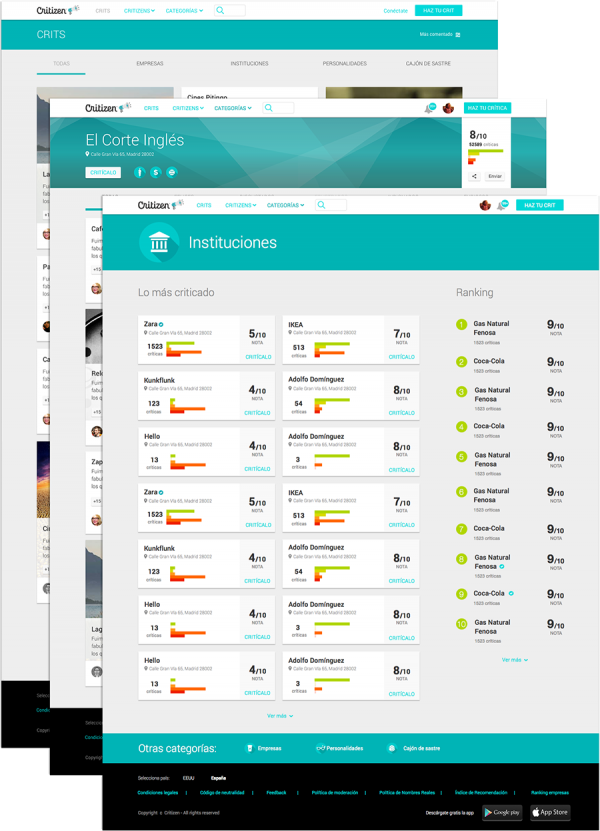 Critizen
CRITS
CRITIZENS
CATEGORÍAS
Conéctate
HAZ TU CRIT
CRITS
Más comentado
TODAS
EMPRESAS
INSTITUCIONES
PERSONALIDADES
CAJÓN DE SASTRE
Cines Pitingo
Critizen
CRITS
CRITIZENS
CATEGORÍAS
HAZ TU CRÍTICA
El Corte Inglés
Calle Gran Vía 65, Madrid 28002
CRITÍCALO
8/10
53589 críticas
Enviar
Critizen
CRITS
CRITIZENS
CATEGORÍAS
HAZ TU CRIT
Instituciones
Lo más criticado
Zara
Calle Gran Vía 65, Madrid 28002
1523
críticas
5/10
NOTA
CRITÍCALO
IKEA
Calle Gran Vía 65, Madrid 28002
513
críticas
7/10
NOTA
CRITÍCALO
Kunkflunk
Calle Gran Vía 65, Madrid 28002
123
críticas
4/10
NOTA
CRITÍCALO
Adolfo Domínguez
Calle Gran Vía 65, Madrid 28002
54
críticas
8/10
NOTA
CRITÍCALO
Hello
Calle Gran Vía 65, Madrid 28002
13
críticas
4/10
NOTA
CRITÍCALO
Adolfo Domínguez
Calle Gran Vía 65, Madrid 28002
3
críticas
8/10
NOTA
CRITÍCALO
Zara
Calle Gran Vía 65, Madrid 28002
1523
críticas
5/10
NOTA
CRITÍCALO
IKEA
Calle Gran Vía 65, Madrid 28002
513
críticas
7/10
NOTA
CRITÍCALO
Kunkflunk
Calle Gran Vía 65, Madrid 28002
123
críticas
4/10
NOTA
CRITÍCALO
Adolfo Domínguez
Calle Gran Vía 65, Madrid 28002
54
críticas
8/10
NOTA
CRITÍCALO
Hello
Calle Gran Vía 65, Madrid 28002
13
críticas
4/10
NOTA
CRITÍCALO
Adolfo Domínguez
Calle Gran Vía 65, Madrid 28002
3
críticas
8/10
NOTA
CRITÍCALO
Hello
Calle Gran Vía 65, Madrid 28002
13
críticas
4/10
NOTA
CRITÍCALO
Adolfo Domínguez
Calle Gran Vía 65, Madrid 28002
3
críticas
8/10
NOTA
CRITÍCALO
Ver más
Ranking
1 Gas Natural
Fenosa
1523 críticas
9/10
NOTA
2 Coca-Cola
1523 críticas
9/10
NOTA
3 Gas Natural
Fenosa
1523 críticas
9/10
NOTA
4 Coca-Cola
1523 críticas
9/10
NOTA
5 Gas Natural
Fenosa
1523 críticas
9/10
NOTA
6 Gas Natural
Fenosa
1523 críticas
9/10
NOTA
7 Coca-Cola
1523 críticas
9/10
NOTA
8 Gas Natural
Fenosa
1523 críticas
9/10
NOTA
9 Coca-Cola
1523 críticas
9/10
NOTA
10 Gas Natural
Fenosa
1523 críticas
9/10
NOTA
Ver más
Otras categorías:
Empresas
Personalidades
Cajón de sastre
Selecciona país: EEUU España
Condiciones legales | Código de neutralidad | Feedback | Política de moderación | Política de Nombres Reales | Índice de Recomendación | Ranking empresas
Copyright © Critizen - All rights reserved
Descárgate gratis la app
Google play
App Store